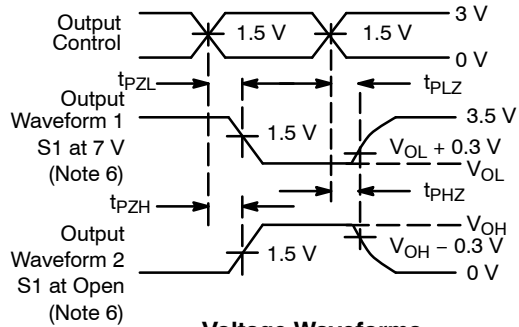 Output
Control
1.5 V
1.5 V
3 V
0 V
tPZL
tPLZ
Output
Waveform 1
S1 at 7 V
(Note 6)
1.5 V
3.5 V
VOL + 0.3 V
VOL
tPZH
tPHZ
Output
Waveform 2
S1 at Open
(Note 6)
1.5 V
VOH
VOH − 0.3 V
0 V
Voltage Waveforms